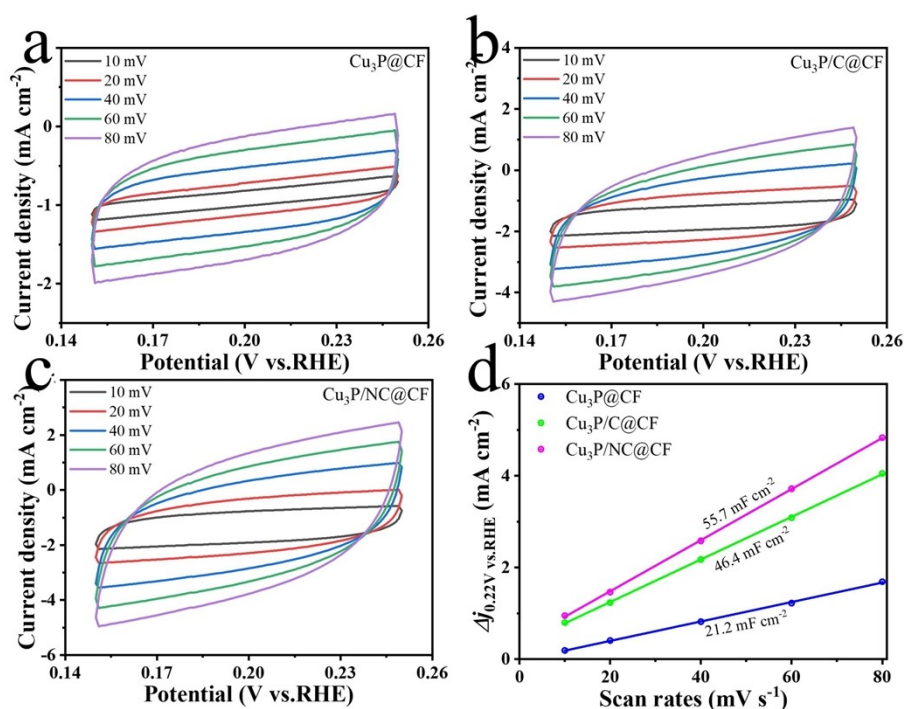 a
Cu₃P@CF
10 mV
20 mV
40 mV
60 mV
80 mV
Current density (mA cm⁻²)
0
-1
-2
0.14
0.17
0.20
0.23
0.26
Potential (V vs.RHE)
b
Cu₃P/C@CF
10 mV
20 mV
40 mV
60 mV
80 mV
Current density (mA cm⁻²)
4
2
0
-2
-4
0.14
0.17
0.20
0.23
0.26
Potential (V vs.RHE)
c
Cu₃P/NC@CF
10 mV
20 mV
40 mV
60 mV
80 mV
Current density (mA cm⁻²)
4
2
0
-2
-4
-6
0.14
0.17
0.20
0.23
0.26
Potential (V vs.RHE)
d
Cu₃P@CF
Cu₃P/C@CF
Cu₃P/NC@CF
55.7 mF cm⁻²
46.4 mF cm⁻²
21.2 mF cm⁻²
Δj0.22V vs.RHE (mA cm⁻²)
6
4
2
0
0
20
40
60
80
Scan rates (mV s⁻¹)